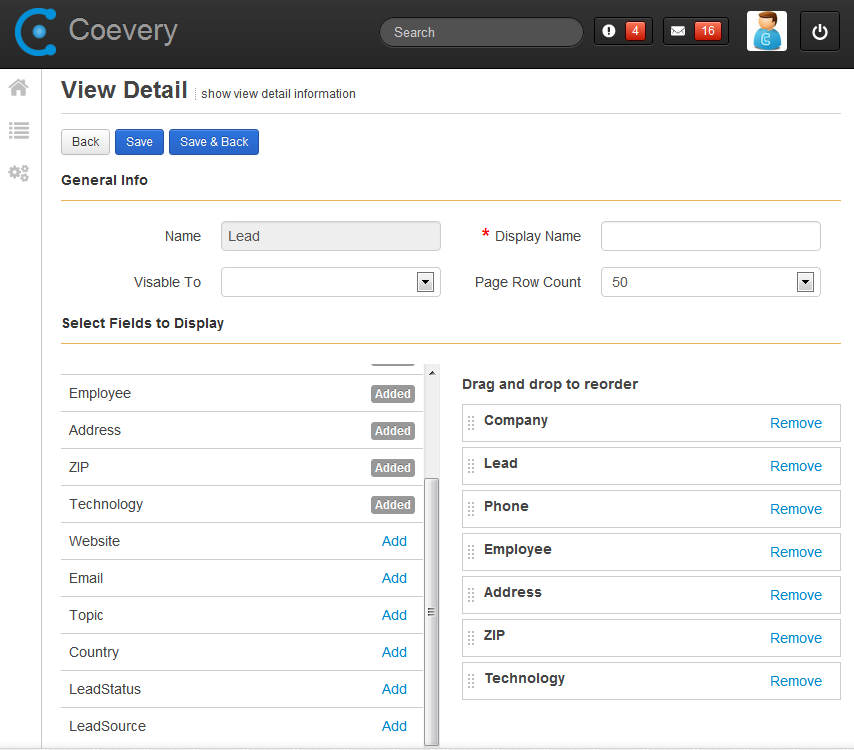 Coevery
Search
4
16
View Detail
show view detail information
Back
Save
Save & Back
General Info
Name
Lead
* Display Name
Visable To
Page Row Count
50
Select Fields to Display
Employee
Added
Address
Added
ZIP
Added
Technology
Added
Website
Add
Email
Add
Topic
Add
Country
Add
LeadStatus
Add
LeadSource
Add
Drag and drop to reorder
Company
Remove
Lead
Remove
Phone
Remove
Employee
Remove
Address
Remove
ZIP
Remove
Technology
Remove